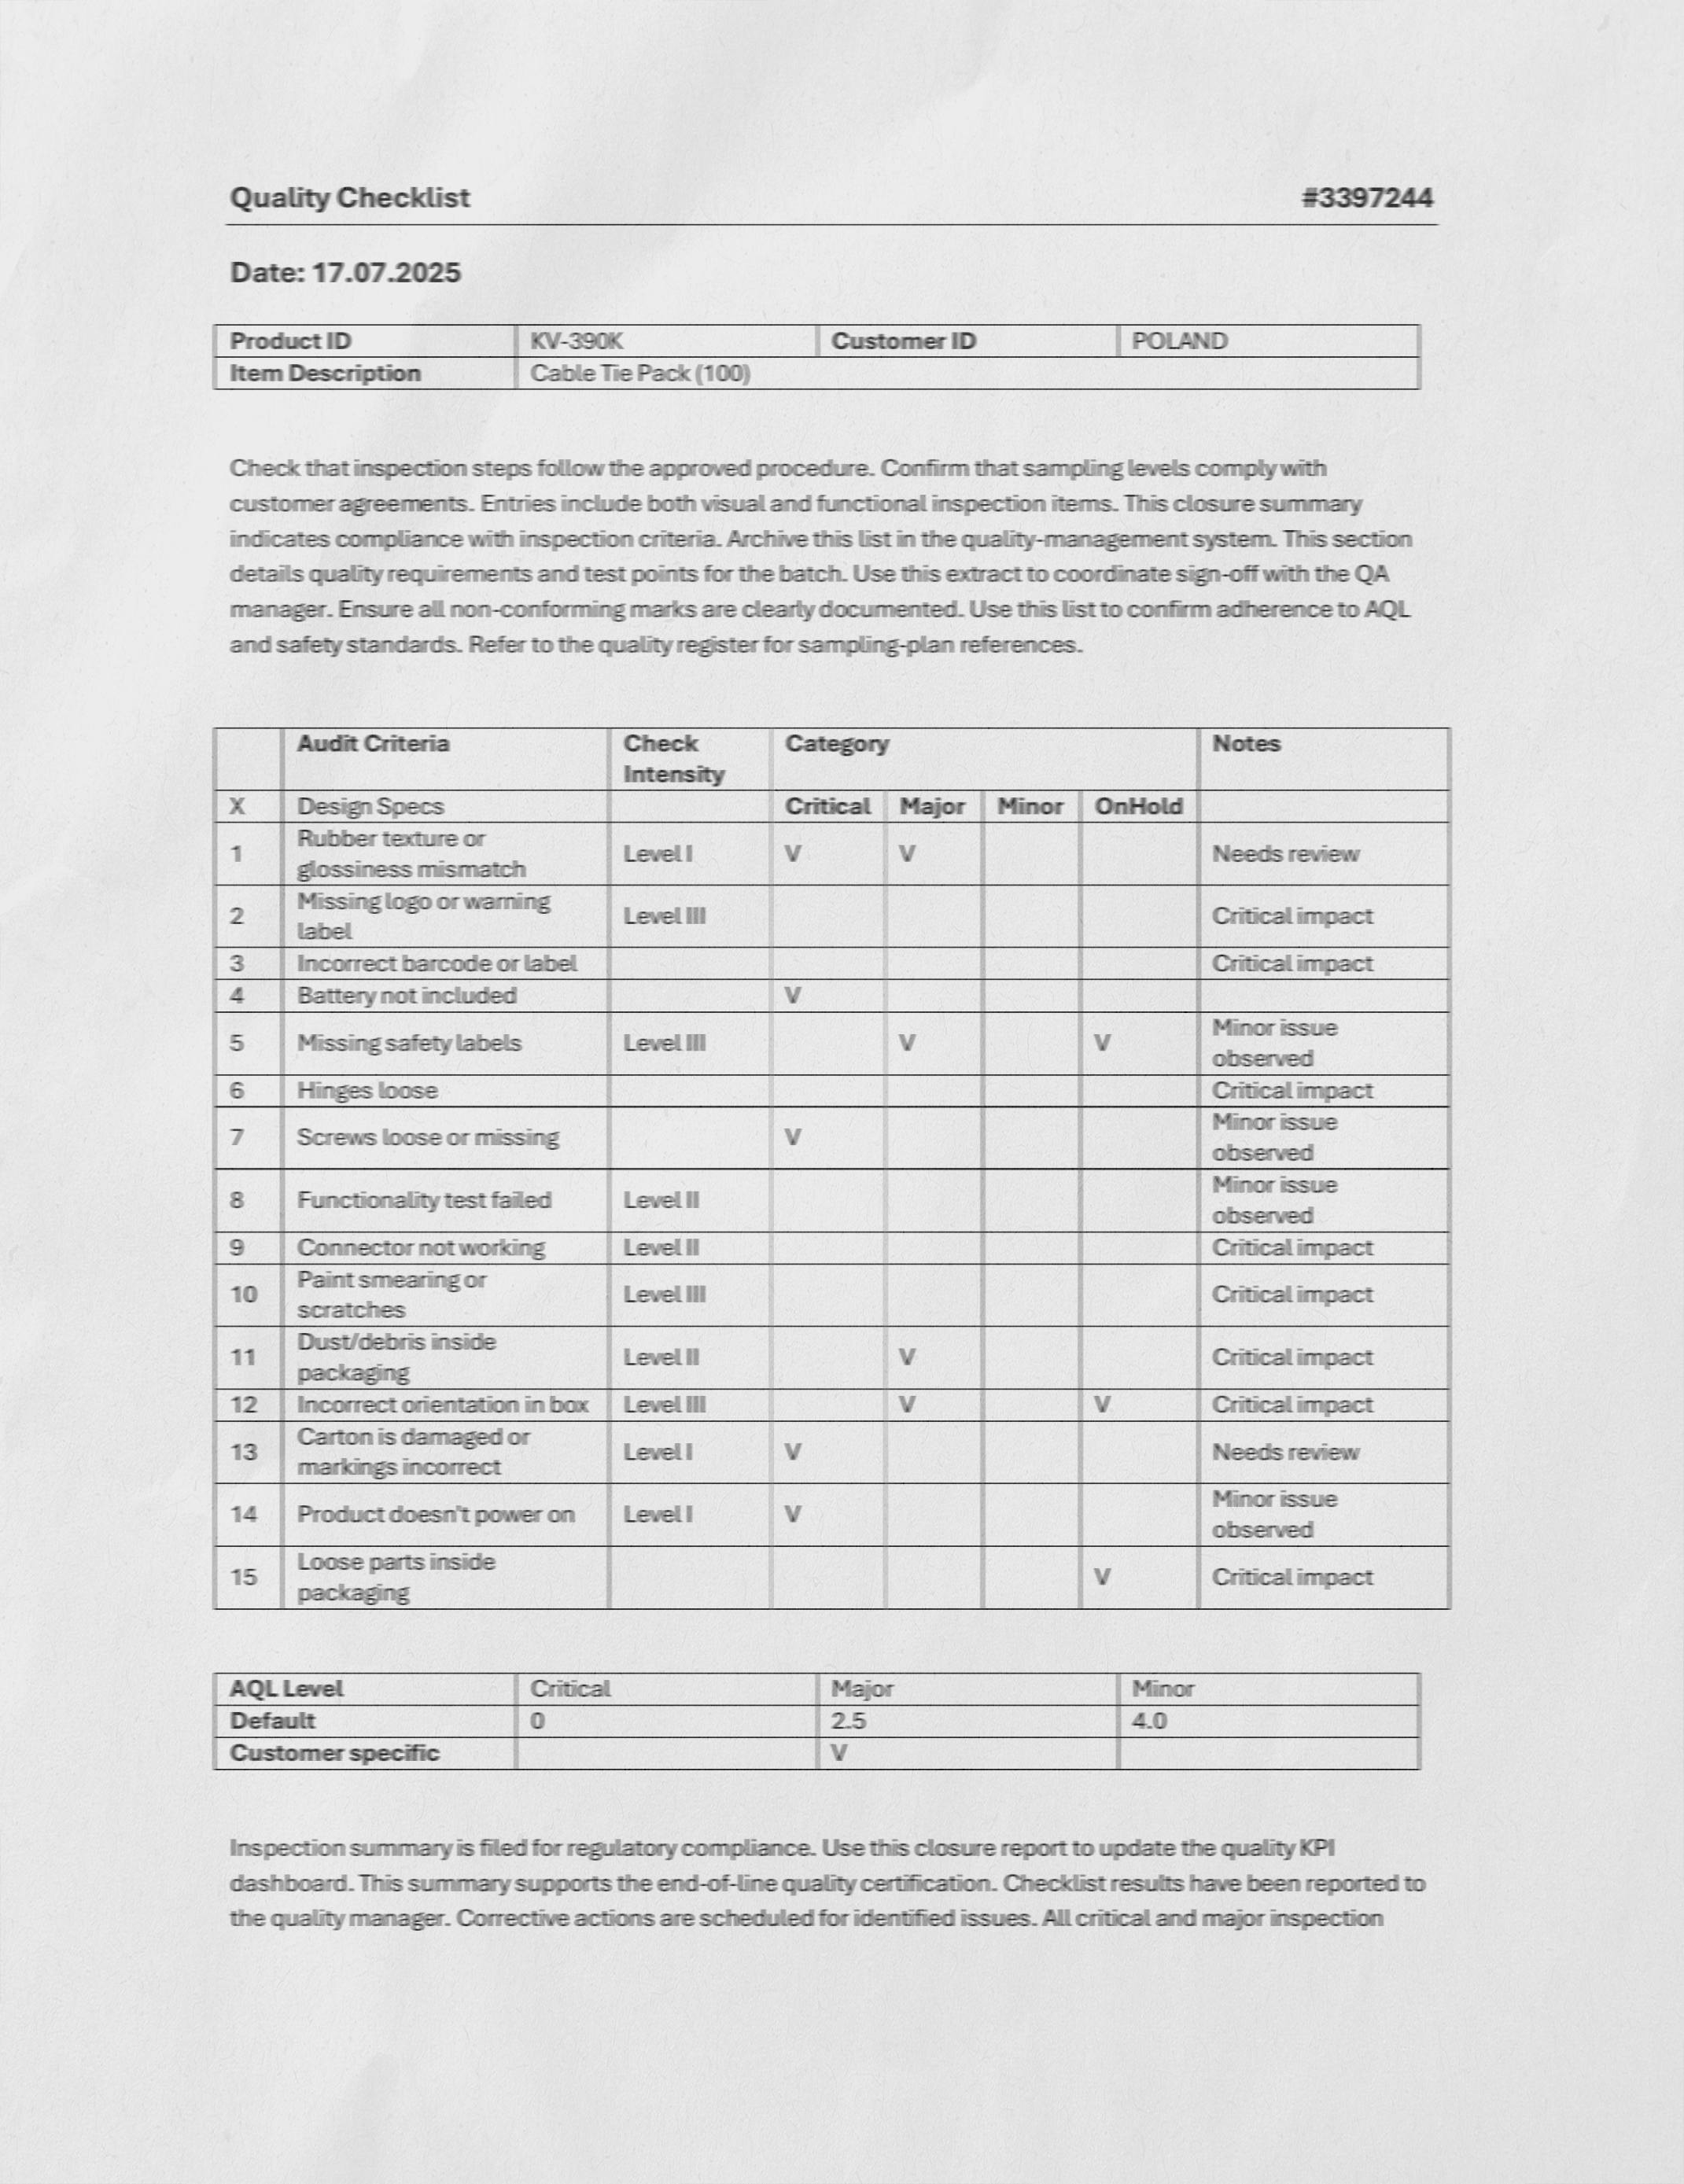 Quality Checklist #3397244
Date: 17.07.2025
Product ID KV-390K Customer ID POLAND
Item Description Cable Tie Pack (100)
Check that inspection steps follow the approved procedure. Confirm that sampling levels comply with
customer agreements. Entries include both visual and functional inspection items. This closure summary
indicates compliance with inspection criteria. Archive this list in the quality-management system. This section
details quality requirements and test points for the batch. Use this extract to coordinate sign-off with the QA
manager. Ensure all non-conforming marks are clearly documented. Use this list to confirm adherence to AQL
and safety standards. Refer to the quality register for sampling-plan references.
Audit Criteria Check Category Notes
Intensity
X Design Specs Critical Major Minor OnHold
Rubber texture or
1 Level I V V Needs review
glossiness mismatch
Missing logo or warning
2 Level III Critical impact
label
3 Incorrect barcode or label Critical impact
4 Battery not included V
Minor issue
5 Missing safety labels Level III V V
observed
6 Hinges loose Critical impact
Minor issue
7 Screws loose or missing V
observed
Minor issue
8 Functionality test failed Level II
observed
9 Connector not working Level II Critical impact
Paint smearing or
10 Level III Critical impact
scratches
Dust/debris inside
11 Level II V Critical impact
packaging
12 Incorrect orientation in box Level III V V Critical impact
Carton is damaged or
13 Level I V Needs review
markings incorrect
Minor issue
14 Product doesn't power on Level I V
observed
Loose parts inside
15 V Critical impact
packaging
AQL Level Critical Major Minor
Default 0 2.5 4.0
Customer specific V
Inspection summary is filed for regulatory compliance. Use this closure report to update the quality KPI
dashboard. This summary supports the end-of-line quality certification. Checklist results have been reported to
the quality manager. Corrective actions are scheduled for identified issues. All critical and major inspection